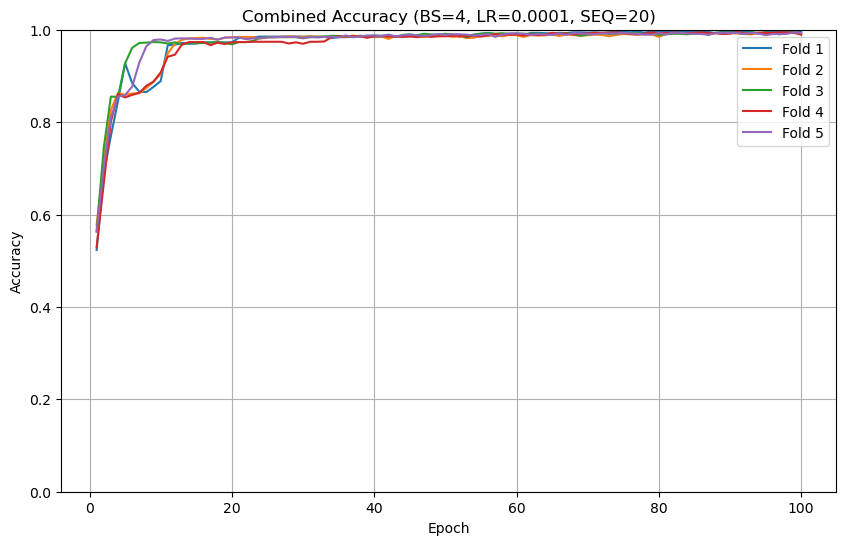 Combined Accuracy (BS=4, LR=0.0001, SEQ=20)
1.0
0.8
0.6
0.4
0.2
0.0
Accuracy
Fold 1
Fold 2
Fold 3
Fold 4
Fold 5
0 20 40 60 80 100
Epoch